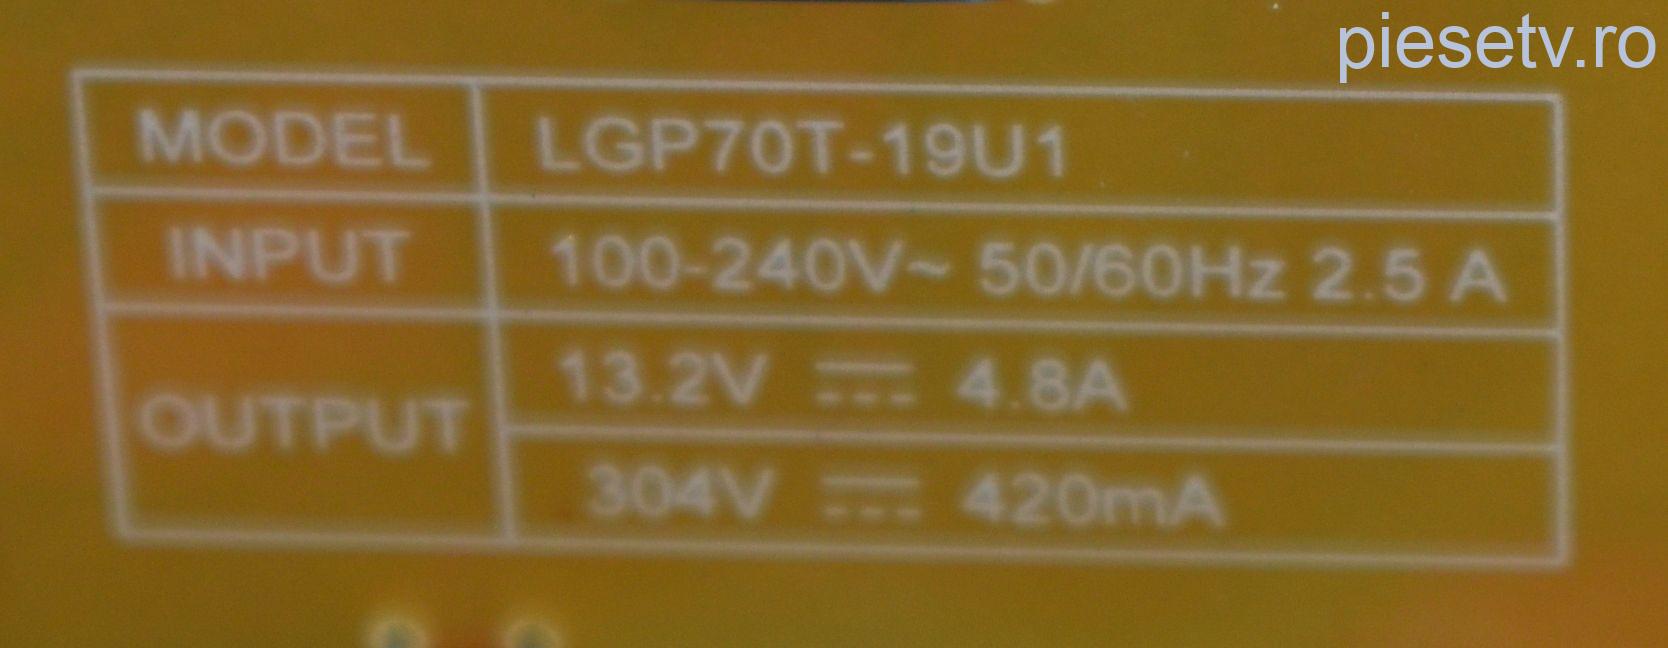 piesetv.ro
MODEL LGP70T-19U1
INPUT 100-240V~ 50/60Hz 2.5 A
OUTPUT
13.2V ⎓ 4.8A
304V ⎓ 420mA